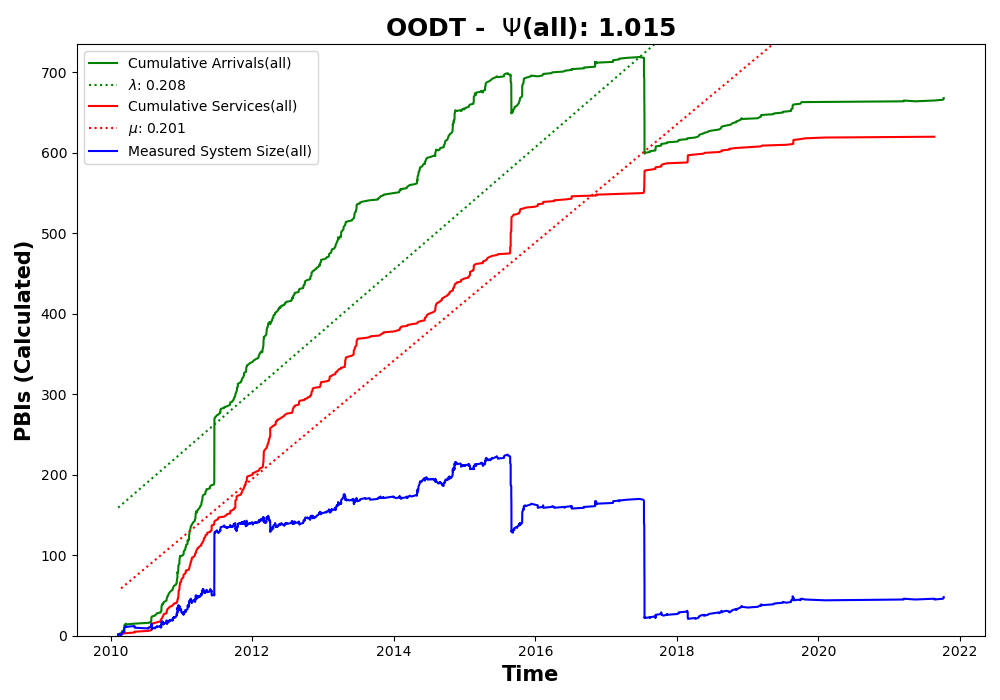 OODT - Ψ(all): 1.015
Cumulative Arrivals(all)
λ: 0.208
Cumulative Services(all)
μ: 0.201
Measured System Size(all)
PBIs (Calculated)
700
600
500
400
300
200
100
0
2010 2012 2014 2016 2018 2020 2022
Time